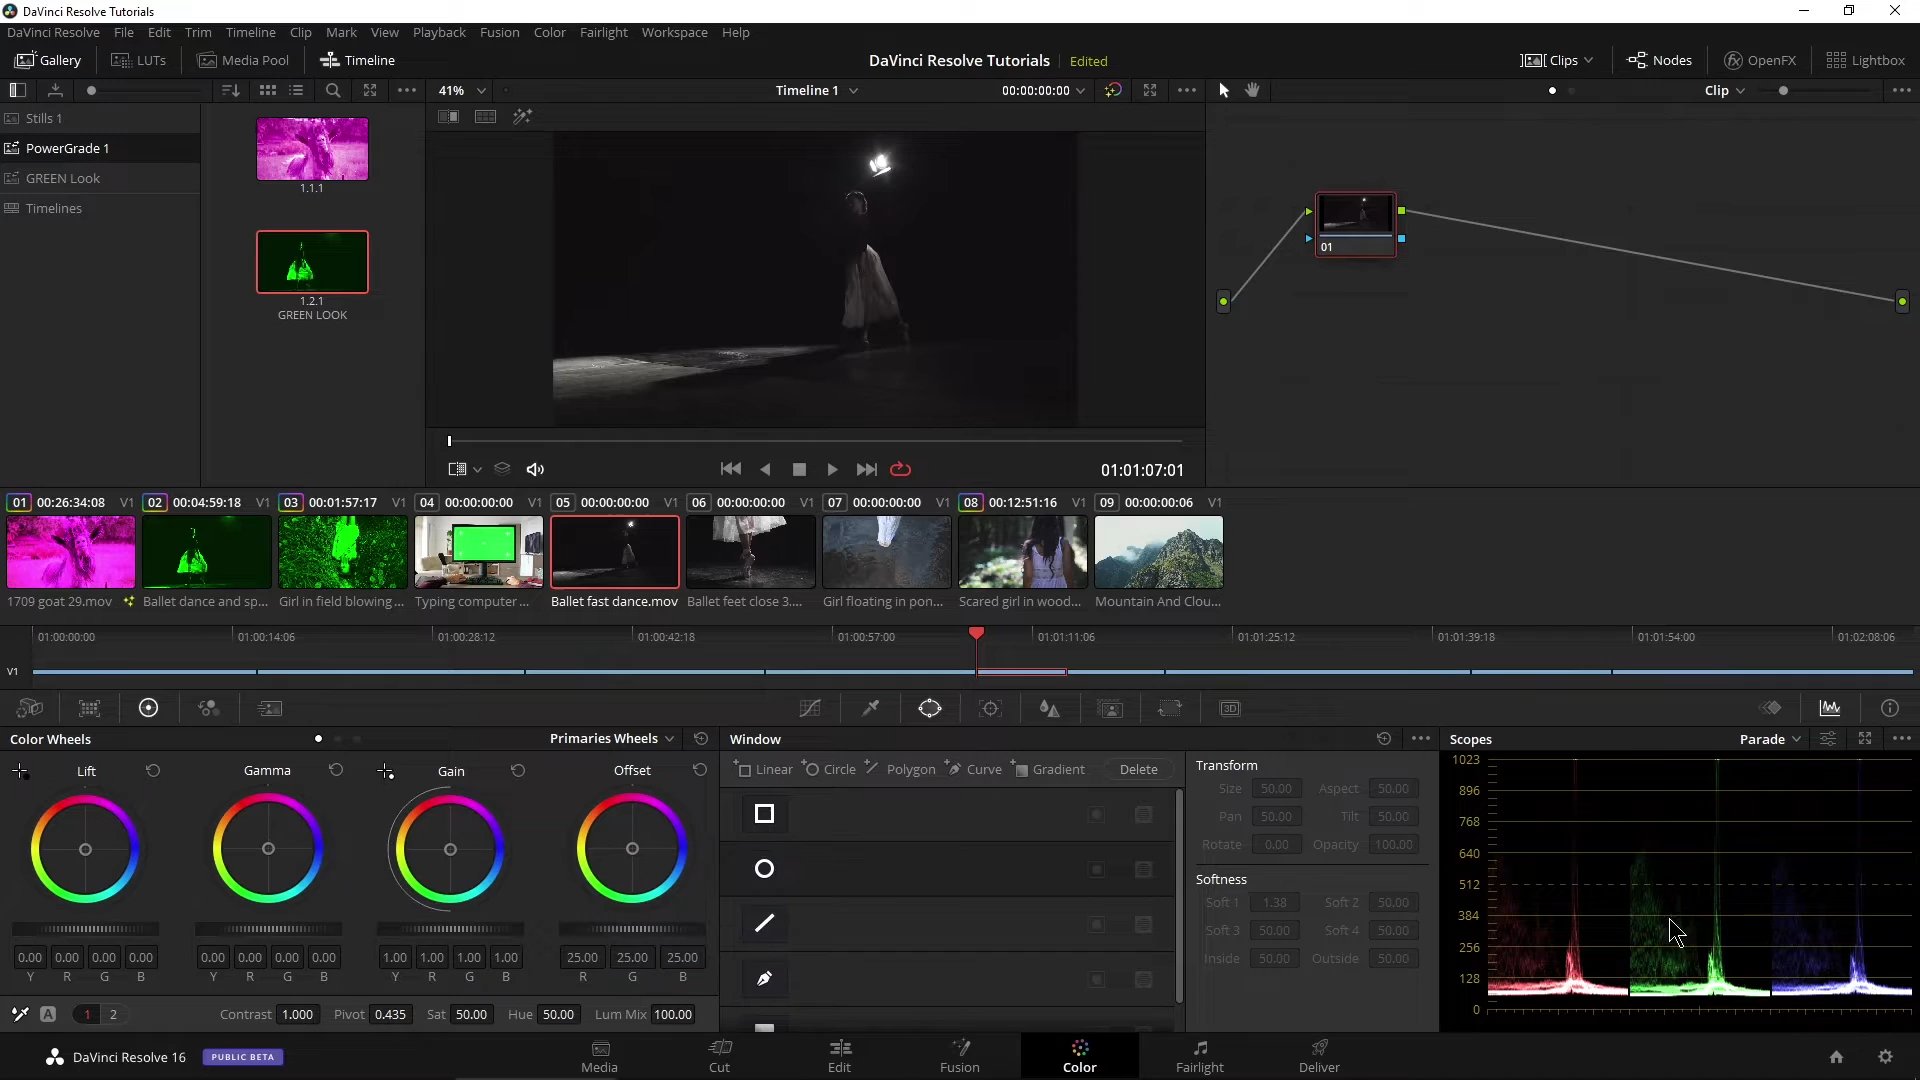 DaVinci Resolve Tutorials
DaVinci Resolve File Edit Trim Timeline Clip Mark View Playback Fusion Color Fairlight Workspace Help
Gallery LUTs Media Pool Timeline DaVinci Resolve Tutorials Edited Clips Nodes OpenFX Lightbox
41% Timeline 1 00:00:00:00 Clip
Stills 1
PowerGrade 1
GREEN Look
Timelines
1.1.1
1.2.1
GREEN LOOK
01
01:01:07:01
01 00:26:34:08 V1 02 00:04:59:18 V1 03 00:01:57:17 V1 04 00:00:00:00 V1 05 00:00:00:00 V1 06 00:00:00:00 V1 07 00:00:00:00 V1 08 00:12:51:16 V1 09 00:00:00:06 V1
1709 goat 29.mov Ballet dance and sp... Girl in field blowing ... Typing computer ... Ballet fast dance.mov Ballet feet close 3.... Girl floating in pon... Scared girl in wood... Mountain And Clou...
01:00:00:00 01:00:14:06 01:00:28:12 01:00:42:18 01:00:57:00 01:01:11:06 01:01:25:12 01:01:39:18 01:01:54:00 01:02:08:06
V1
3D
Color Wheels Primaries Wheels Window Scopes Parade
Lift Gamma Gain Offset
Linear Circle Polygon Curve Gradient Delete
Transform
Size 50.00 Aspect 50.00
Pan 50.00 Tilt 50.00
Rotate 0.00 Opacity 100.00
Softness
Soft 1 1.38 Soft 2 50.00
Soft 3 50.00 Soft 4 50.00
Inside 50.00 Outside 50.00
1023
896
768
640
512
384
256
128
0
0.00 0.00 0.00 0.00 0.00 0.00 0.00 0.00 1.00 1.00 1.00 1.00 25.00 25.00 25.00
Y R G B Y R G B Y R G B R G B
A 1 2 Contrast 1.000 Pivot 0.435 Sat 50.00 Hue 50.00 Lum Mix 100.00
DaVinci Resolve 16 PUBLIC BETA
Media Cut Edit Fusion Color Fairlight Deliver